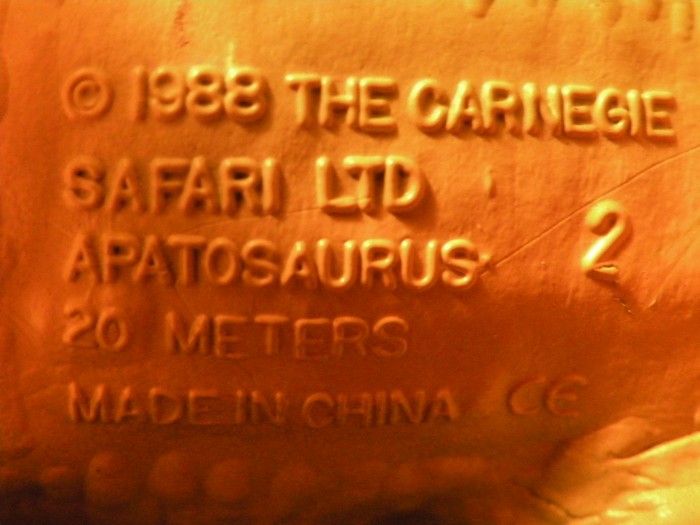 © 1988 THE CARNEGIE
SAFARI LTD
APATOSAURUS 2
20 METERS
MADE IN CHINA CE